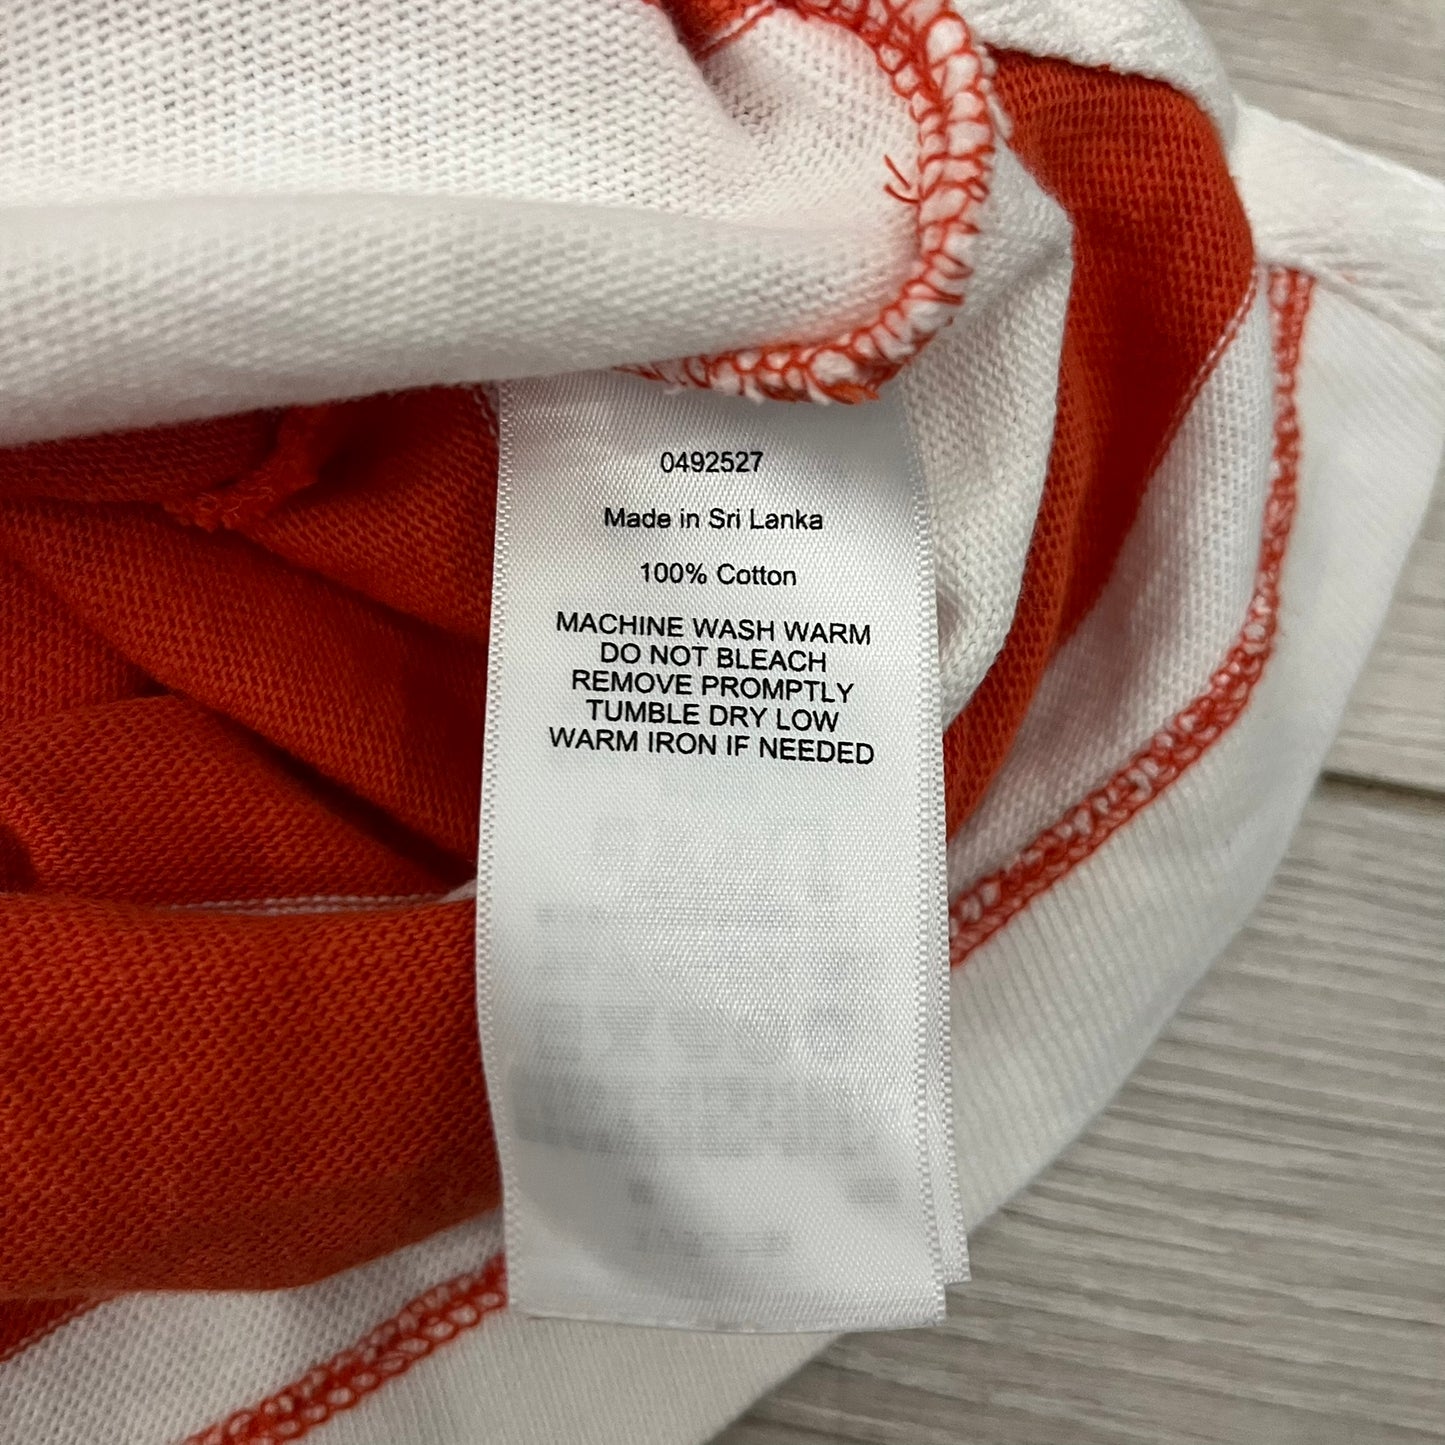 0492527
Made in Sri Lanka
100% Cotton
MACHINE WASH WARM
DO NOT BLEACH
REMOVE PROMPTLY
TUMBLE DRY LOW
WARM IRON IF NEEDED